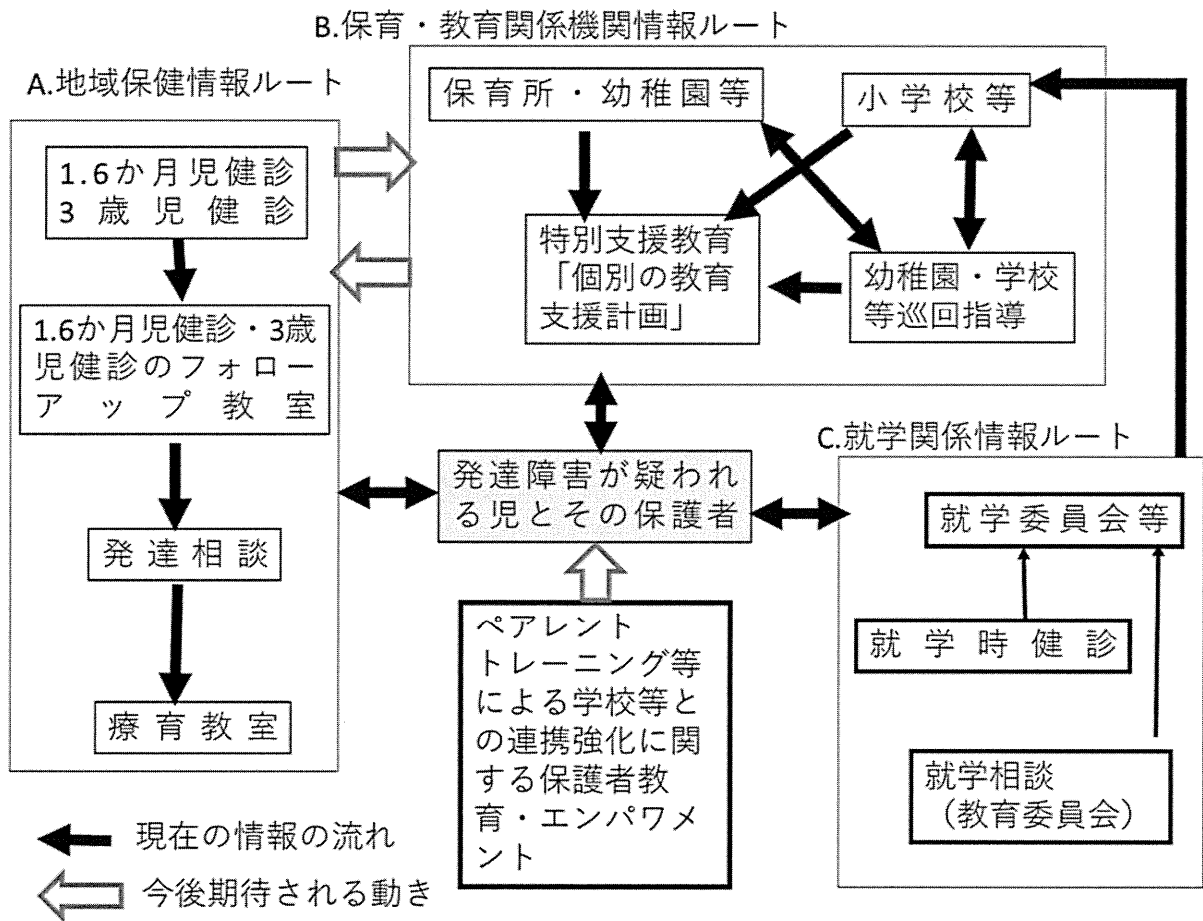 B.保育・教育関係機関情報ルート
A.地域保健情報ルート
保育所・幼稚園等
小学校等
1.6か月児健診
3歳児健診
特別支援教育
「個別の教育
支援計画」
幼稚園・学校
等巡回指導
1.6か月児健診・3歳
児健診のフォロー
アップ教室
C.就学関係情報ルート
発達障害が疑われ
る児とその保護者
就学委員会等
発達相談
ペアレント
トレーニング等
による学校等と
の連携強化に関
する保護者教
育・エンパワメ
ント
就学時健診
療育教室
就学相談
（教育委員会）
現在の情報の流れ
今後期待される動き